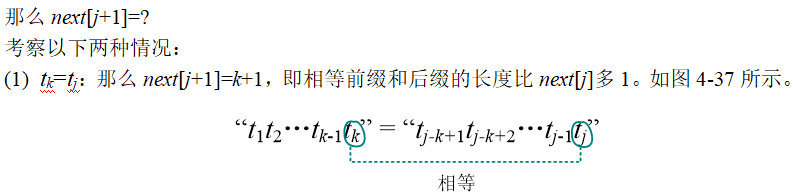 那么 next[j+1]=?
考察以下两种情况：
(1) tk=tj：那么 next[j+1]=k+1，即相等前缀和后缀的长度比 next[j]多 1。如图 4-37 所示。
“t1t2⋯tk-1tk” = “tj-k+1tj-k+2⋯tj-1tj”
相等